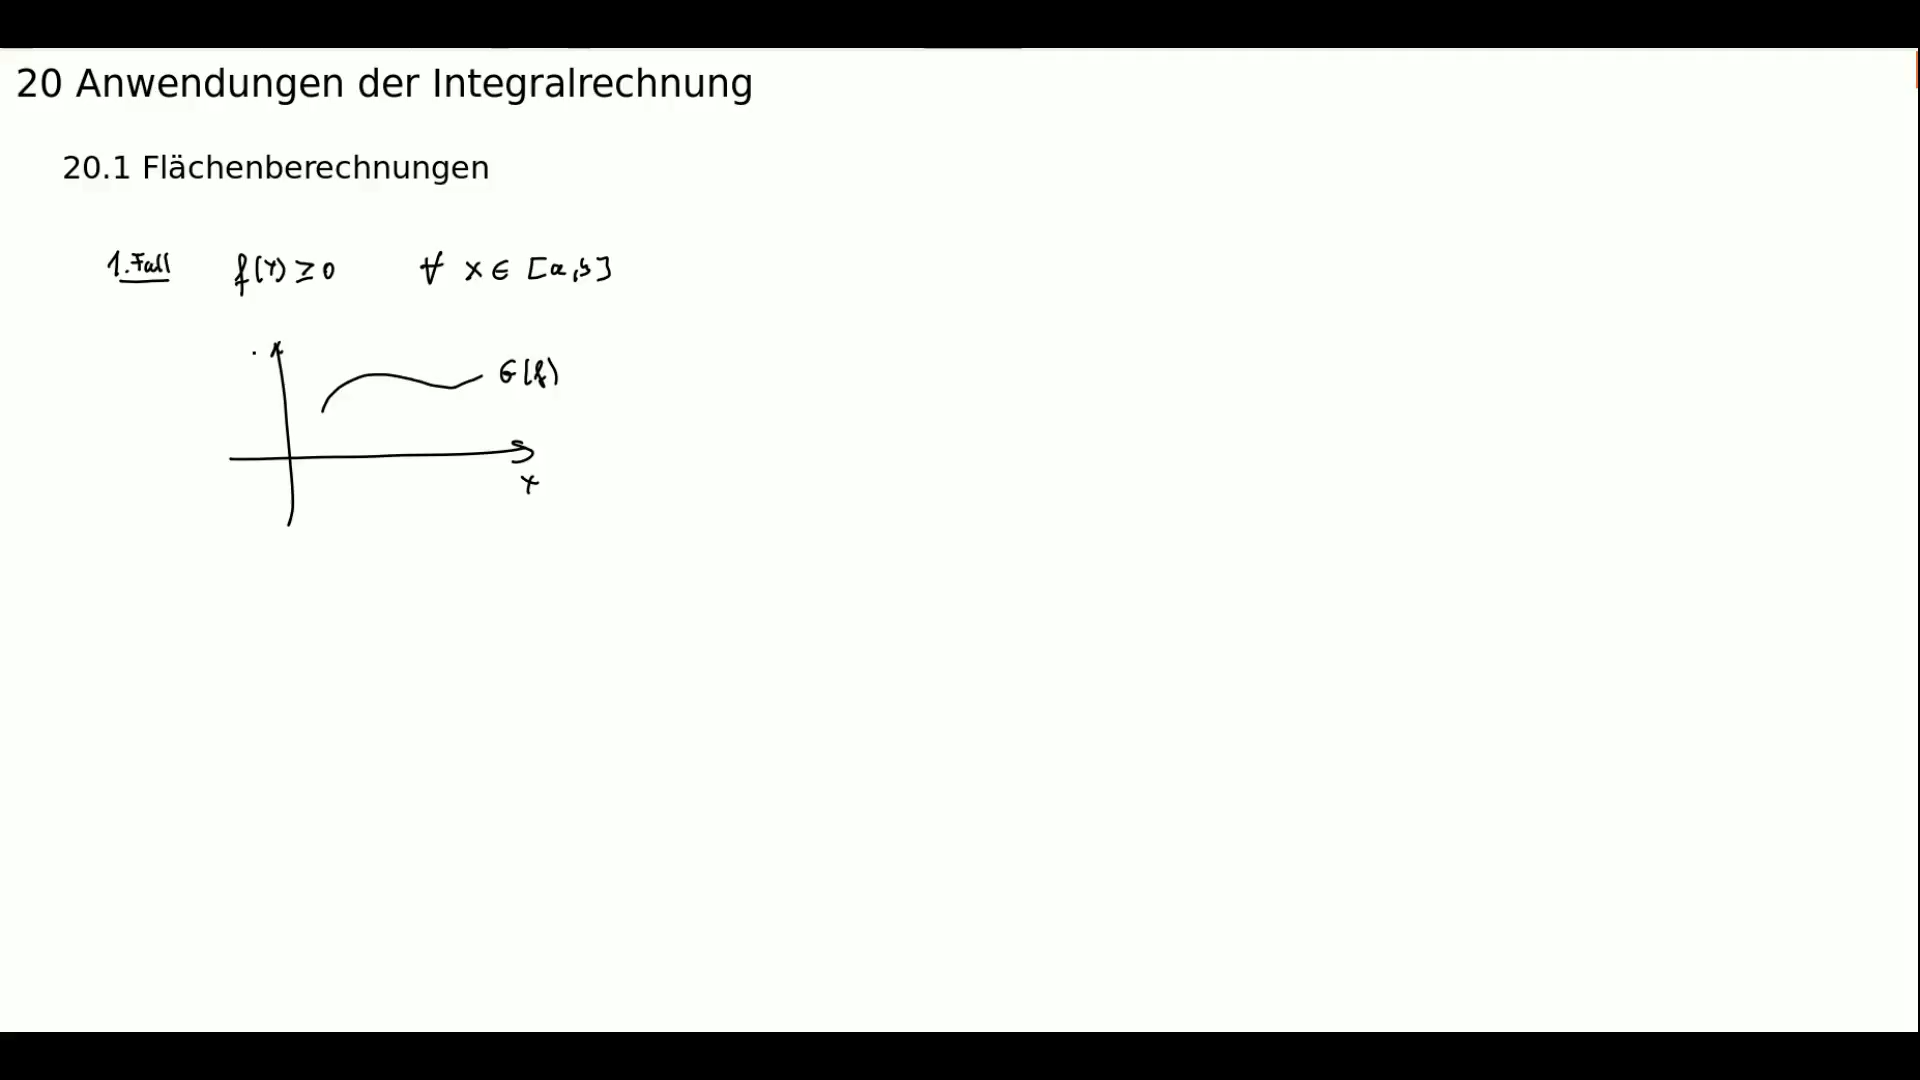 20 Anwendungen der Integralrechnung
20.1 Flächenberechnungen
1. Fall f(x) ≥ 0 ∀ x ∈ [a,b]
G(f)
x